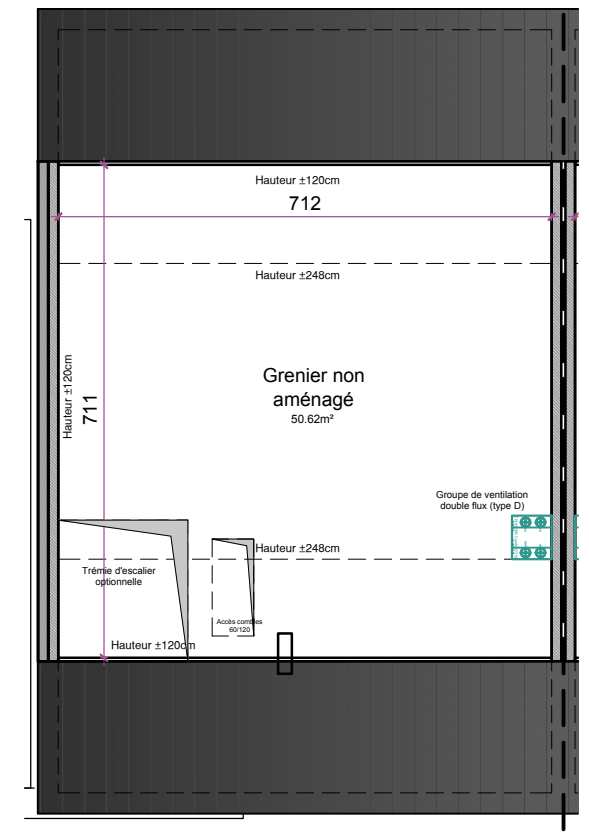 Hauteur ±120cm
712
Hauteur ±248cm
Hauteur ±120cm
711
Grenier non
aménagé
50.62m²
Groupe de ventilation
double flux (type D)
Hauteur ±248cm
Trémie d'escalier
optionnelle
Accès combles
60/120
Hauteur ±120cm